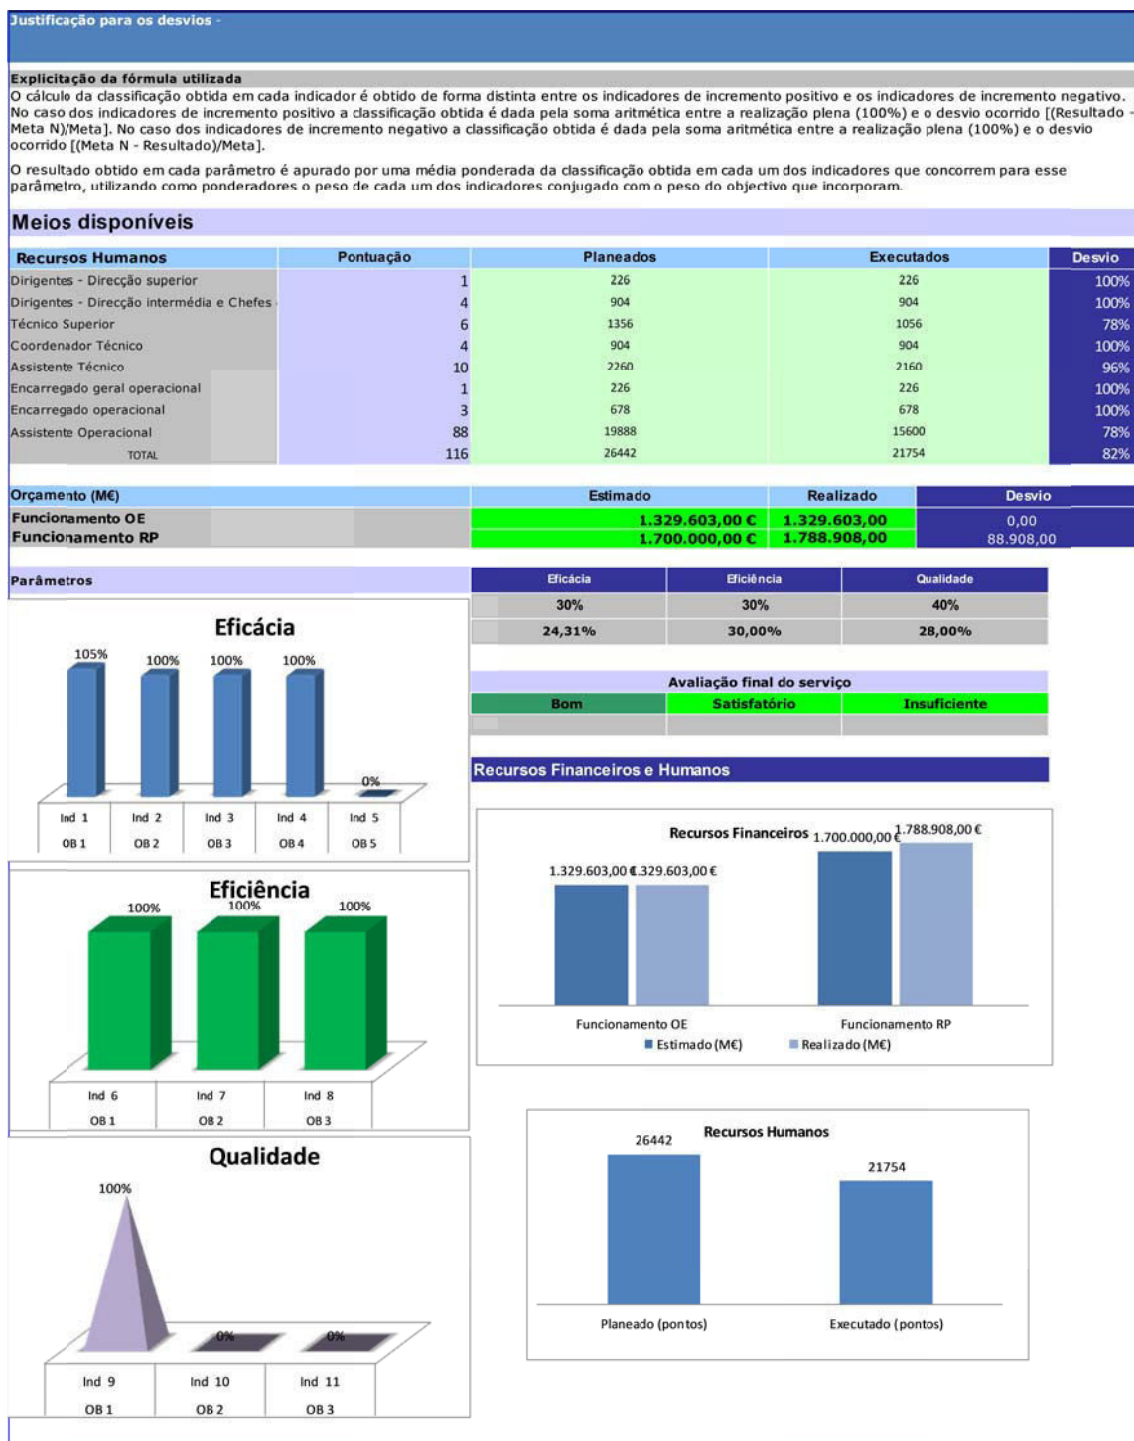 Justificação para os desvios -
Explicitação da fórmula utilizada
O cálculo da classificação obtida em cada indicador é obtido de forma distinta entre os indicadores de incremento positivo e os indicadores de incremento negativo.
No caso dos indicadores de incremento positivo a classificação obtida é dada pela soma aritmética entre a realização plena (100%) e o desvio ocorrido [(Resultado -
Meta N)/Meta]. No caso dos indicadores de incremento negativo a classificação obtida é dada pela soma aritmética entre a realização plena (100%) e o desvio
ocorrido [(Meta N - Resultado)/Meta].
O resultado obtido em cada parâmetro é apurado por uma média ponderada da classificação obtida em cada um dos indicadores que concorrem para esse
parâmetro, utilizando como ponderadores o peso de cada um dos indicadores conjugado com o peso do objectivo que incorporam.
Meios disponíveis
Recursos Humanos Pontuação Planeados Executados Desvio
Dirigentes - Direcção superior 1 226 226 100%
Dirigentes - Direcção intermédia e Chefes 4 904 904 100%
Técnico Superior 6 1356 1056 78%
Coordenador Técnico 4 904 904 100%
Assistente Técnico 10 2260 2160 96%
Encarregado geral operacional 1 226 226 100%
Encarregado operacional 3 678 678 100%
Assistente Operacional 88 19888 15600 78%
TOTAL 116 26442 21754 82%
Orçamento (M€) Estimado Realizado Desvio
Funcionamento OE 1.329.603,00 € 1.329.603,00 0,00
Funcionamento RP 1.700.000,00 € 1.788.908,00 88.908,00
Parâmetros Eficácia Eficiência Qualidade
30% 30% 40%
24,31% 30,00% 28,00%
Avaliação final do serviço
Bom Satisfatório Insuficiente
Eficácia
105% 100% 100% 100% 0%
Ind 1 Ind 2 Ind 3 Ind 4 Ind 5
OB 1 OB 2 OB 3 OB 4 OB 5
Recursos Financeiros e Humanos
Recursos Financeiros
1.329.603,00 € 1.329.603,00 € 1.700.000,00 € 1.788.908,00 €
Funcionamento OE Funcionamento RP
Estimado (M€) Realizado (M€)
Eficiência
100% 100% 100%
Ind 6 Ind 7 Ind 8
OB 1 OB 2 OB 3
Recursos Humanos
26442 21754
Planeado (pontos) Executado (pontos)
Qualidade
100% 0% 0%
Ind 9 Ind 10 Ind 11
OB 1 OB 2 OB 3